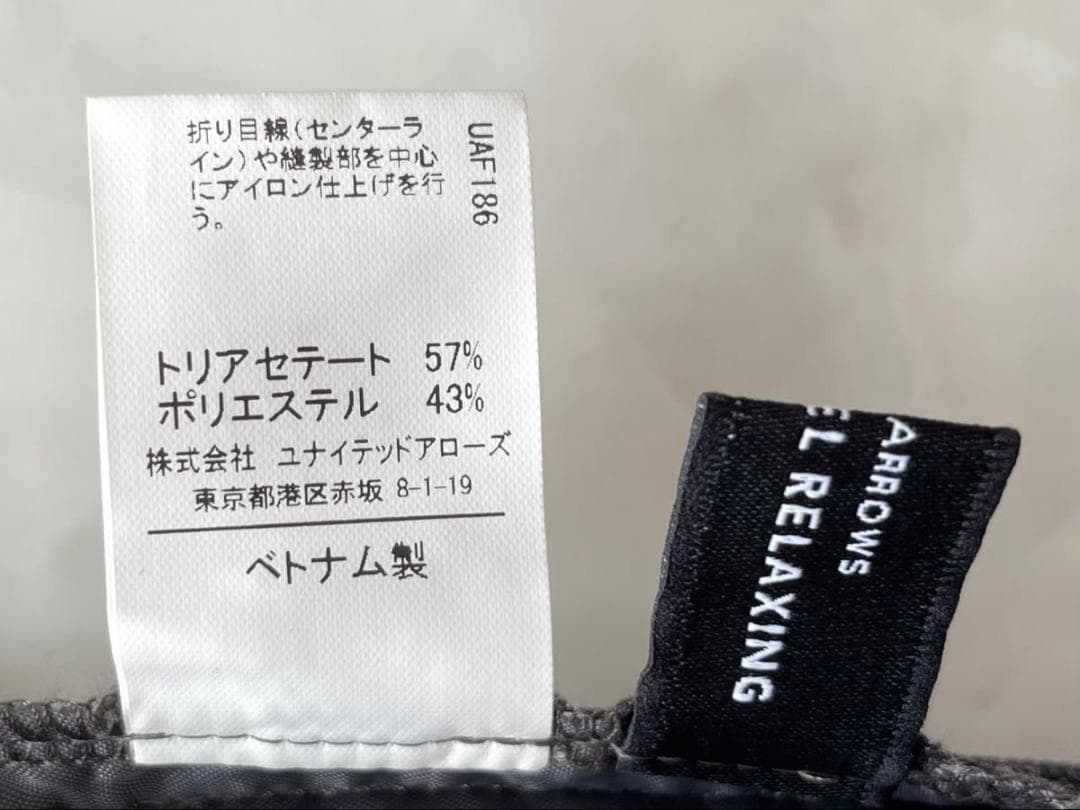 折り目線(センターラ
イン)や縫製部を中心
にアイロン仕上げを行
う。
UAF186
トリアセテート 57%
ポリエステル 43%
株式会社 ユナイテッドアローズ
東京都港区赤坂 8-1-19
ベトナム製
ARROWS
EL RELAXING